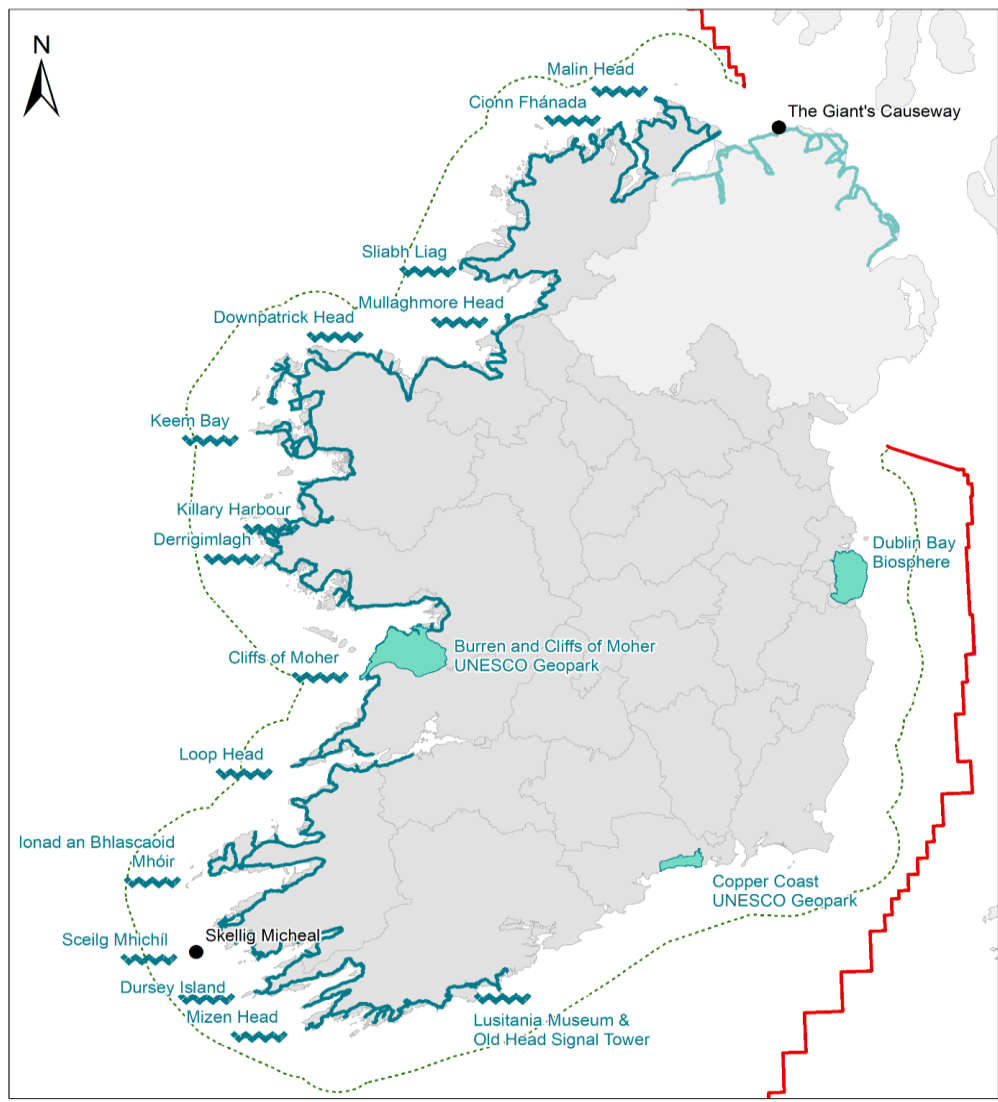 N
Malin Head
Cionn Fhánada
The Giant's Causeway
Sliabh Liag
Mullaghmore Head
Downpatrick Head
Keem Bay
Killary Harbour
Derrigimlagh
Dublin Bay
Biosphere
Burren and Cliffs of Moher
UNESCO Geopark
Cliffs of Moher
Loop Head
Ionad an Bhlascaoid
Mhóir
Copper Coast
UNESCO Geopark
Skellig Micheal
Sceilg Mhichíl
Dursey Island
Mizen Head
Lusitania Museum &
Old Head Signal Tower